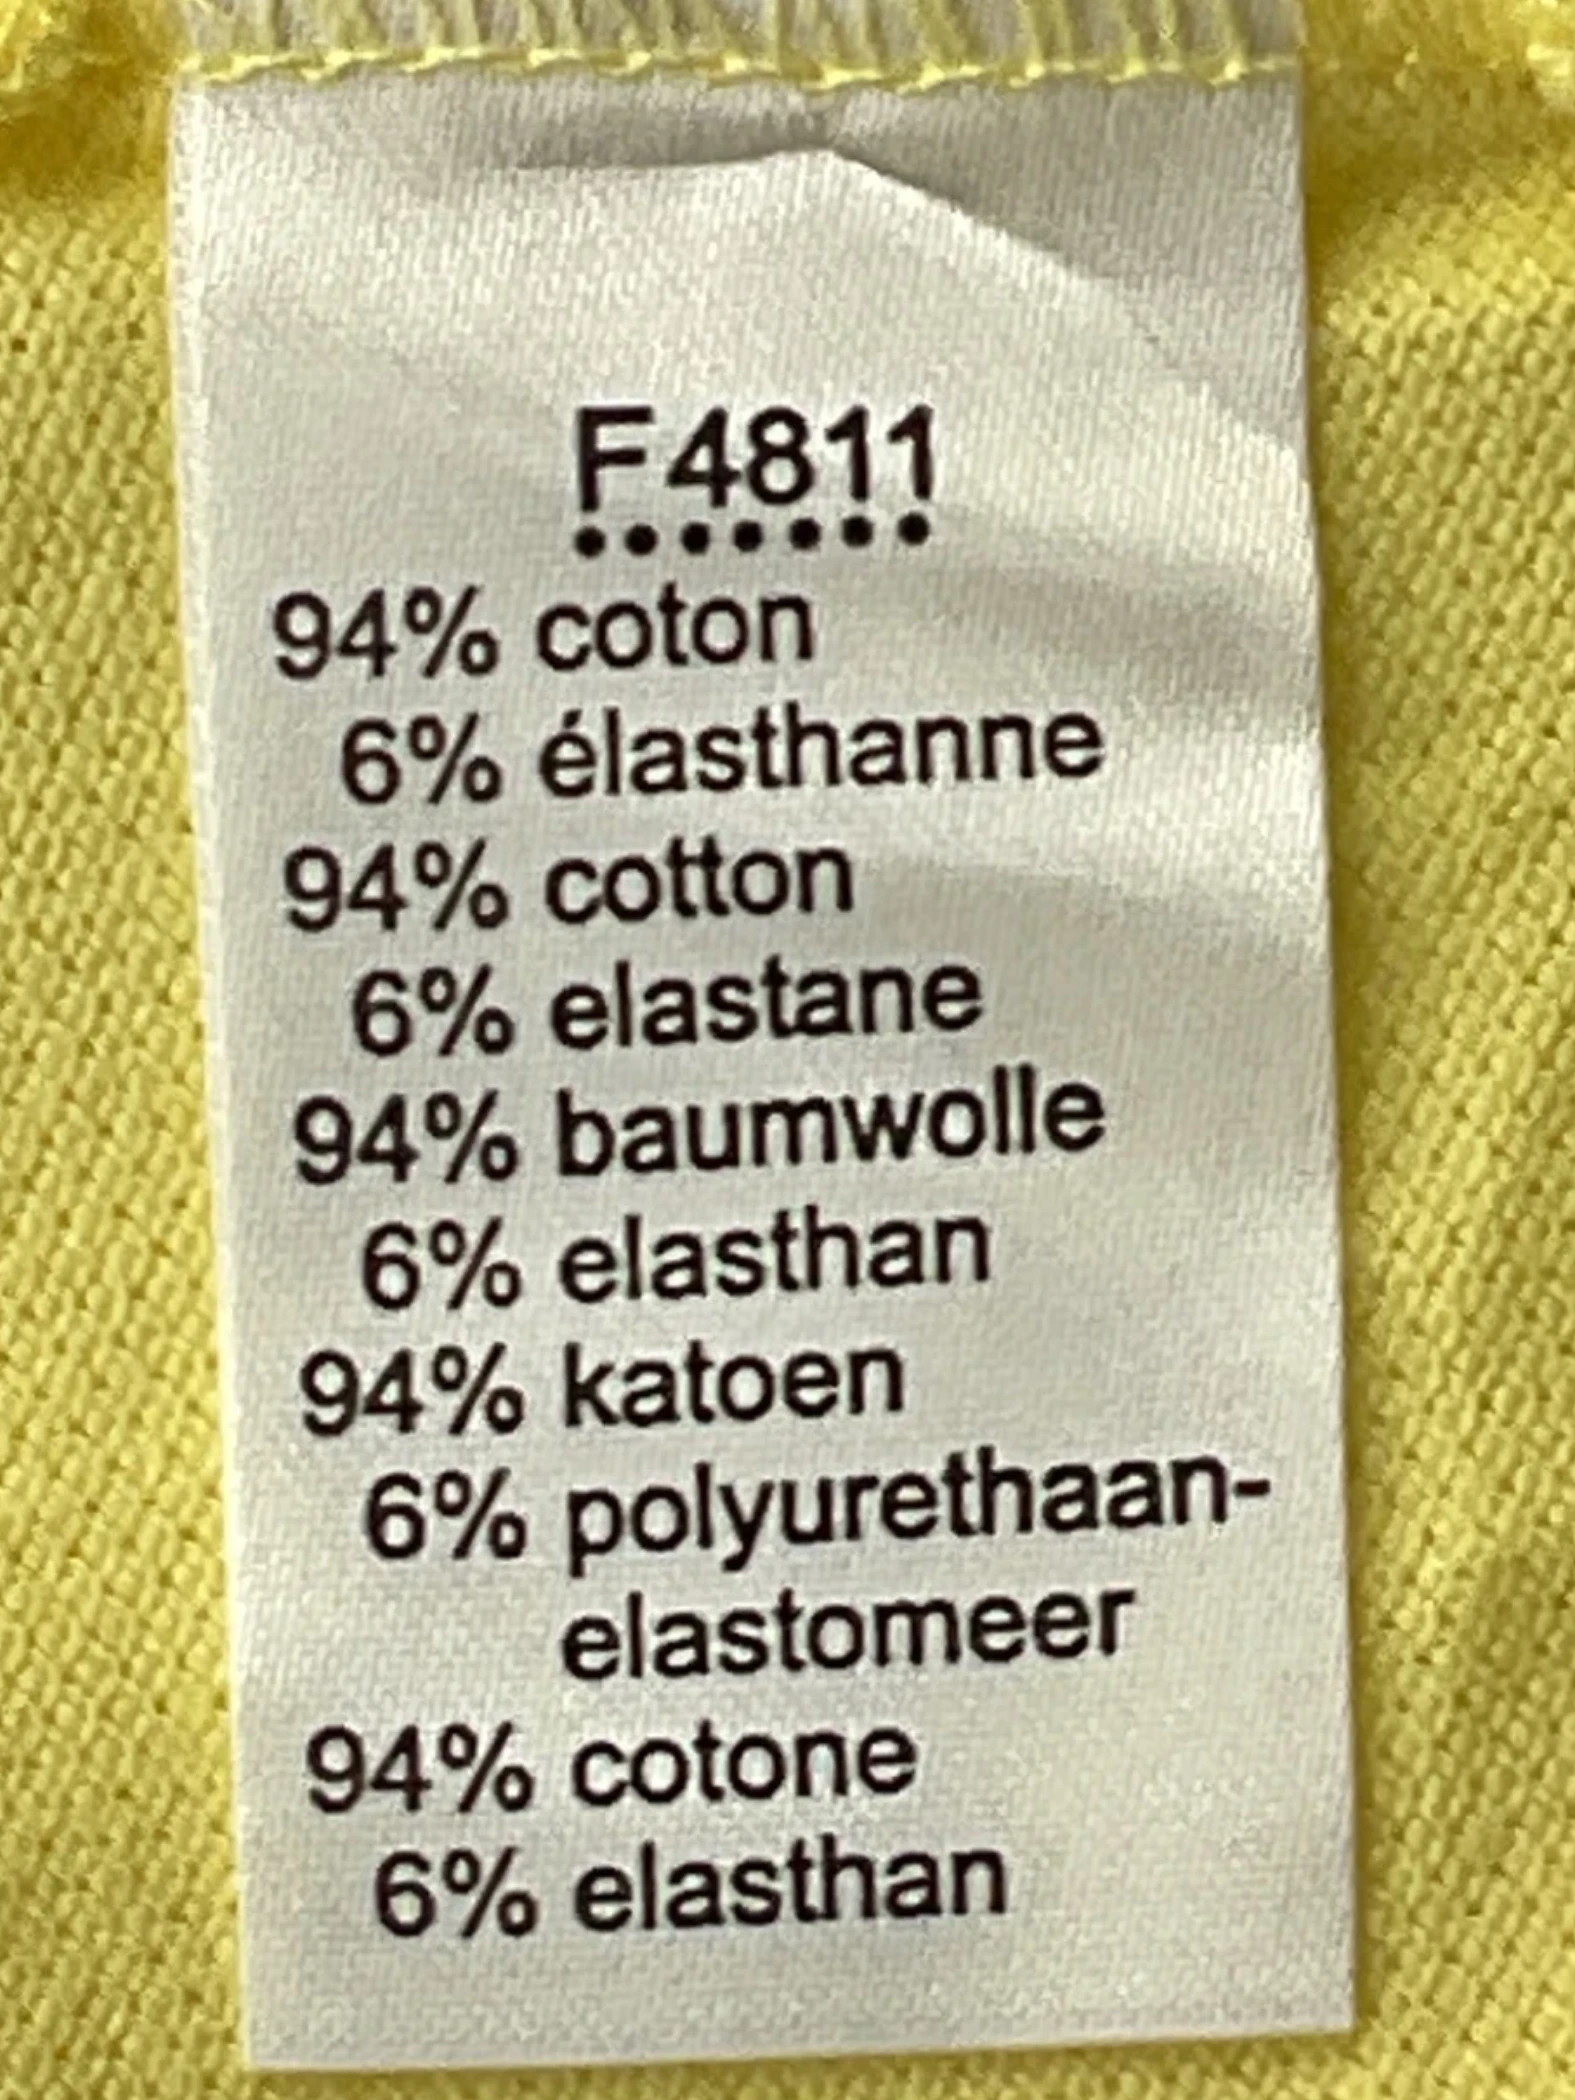 F4811
94% coton
6% élasthanne
94% cotton
6% elastane
94% baumwolle
6% elasthan
94% katoen
6% polyurethaan-
elastomeer
94% cotone
6% elasthan